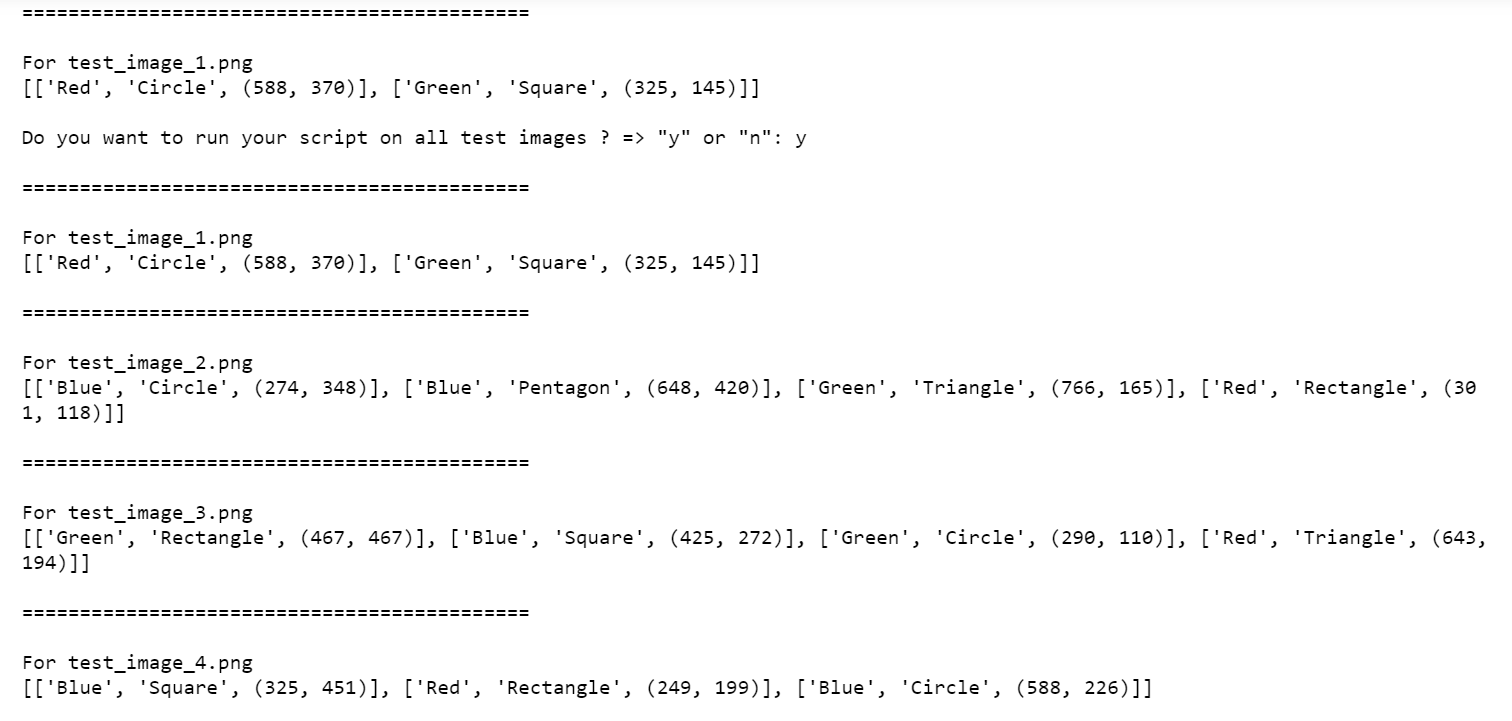 ============================================
For test_image_1.png
[['Red', 'Circle', (588, 370)], ['Green', 'Square', (325, 145)]]
Do you want to run your script on all test images ? => "y" or "n": y
============================================
For test_image_1.png
[['Red', 'Circle', (588, 370)], ['Green', 'Square', (325, 145)]]
============================================
For test_image_2.png
[['Blue', 'Circle', (274, 348)], ['Blue', 'Pentagon', (648, 420)], ['Green', 'Triangle', (766, 165)], ['Red', 'Rectangle', (30
1, 118)]]
============================================
For test_image_3.png
[['Green', 'Rectangle', (467, 467)], ['Blue', 'Square', (425, 272)], ['Green', 'Circle', (290, 110)], ['Red', 'Triangle', (643,
194)]]
============================================
For test_image_4.png
[['Blue', 'Square', (325, 451)], ['Red', 'Rectangle', (249, 199)], ['Blue', 'Circle', (588, 226)]]